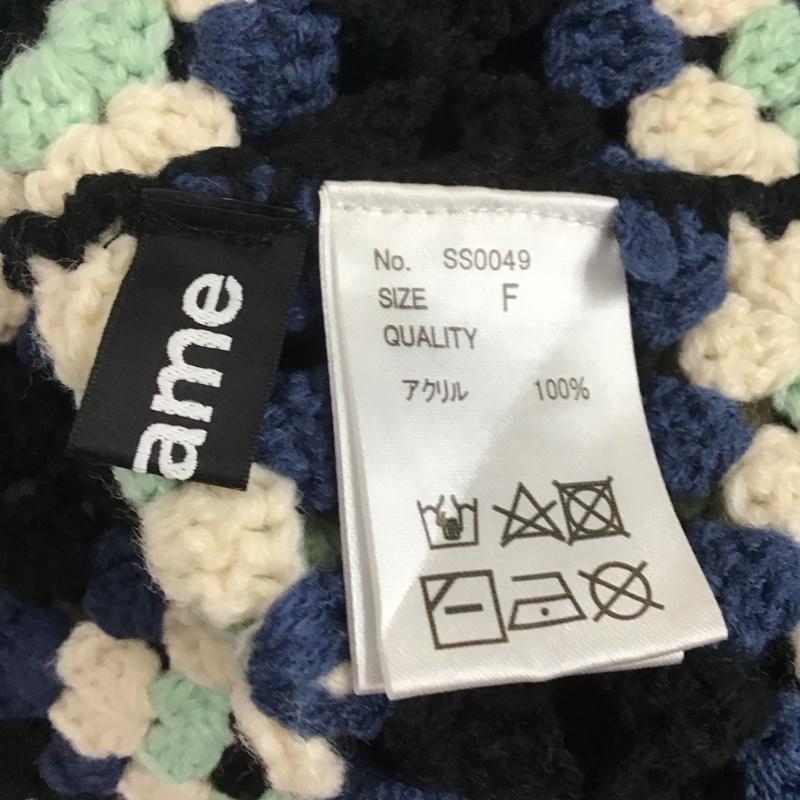 ame
No. SS0049
SIZE F
QUALITY
アクリル 100%